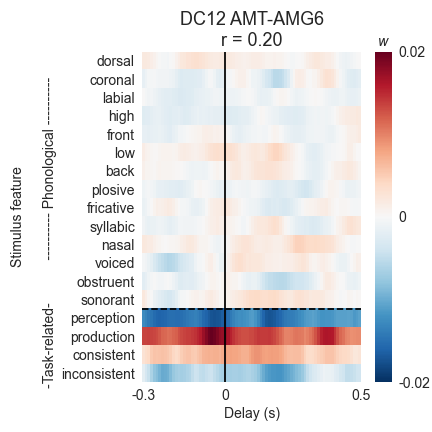 DC12 AMT-AMG6
r = 0.20
w
Stimulus feature
----------- Phonological -----------
-Task-related-
dorsal
coronal
labial
high
front
low
back
plosive
fricative
syllabic
nasal
voiced
obstruent
sonorant
perception
production
consistent
inconsistent
0.02
0
-0.02
-0.3
0
0.5
Delay (s)